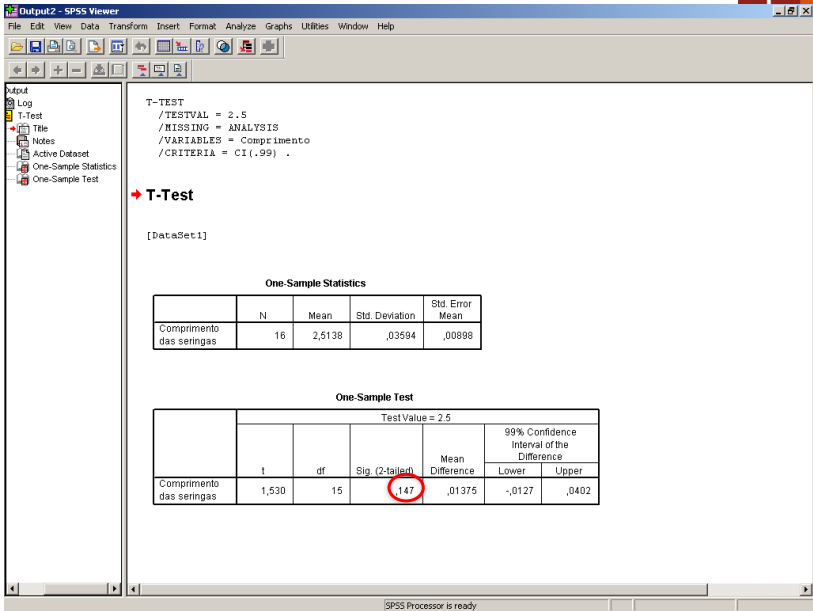 Output2 - SPSS Viewer
File Edit View Data Transform Insert Format Analyze Graphs Utilities Window Help
Output
Log
T-Test
Title
Notes
Active Dataset
One-Sample Statistics
One-Sample Test
T-TEST
/TESTVAL = 2.5
/MISSING = ANALYSIS
/VARIABLES = Comprimento
/CRITERIA = CI(.99) .
T-Test
[DataSet1]
One-Sample Statistics
N Mean Std. Deviation Std. Error Mean
Comprimento das seringas 16 2,5138 ,03594 ,00898
One-Sample Test
Test Value = 2.5
t df Sig. (2-tailed) Mean Difference 99% Confidence Interval of the Difference
Lower Upper
Comprimento das seringas 1,530 15 ,147 ,01375 -,0127 ,0402
SPSS Processor is ready